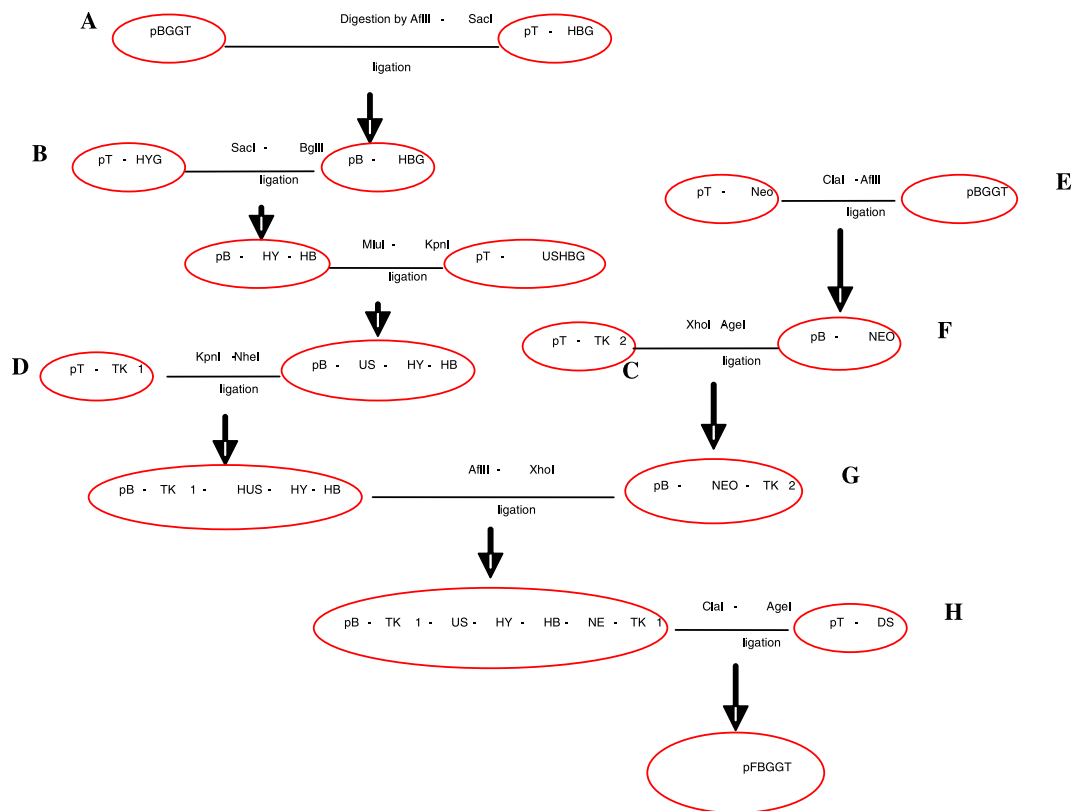 A
pBGGT
Digestion by AflII - SacI
pT - HBG
ligation
B
pT - HYG
SacI - BglII
pB - HBG
ligation
E
pT - Neo
ClaI -AflII
pBGGT
ligation
pB - HY - HB
MluI - KpnI
pT - USHBG
ligation
F
pT - TK 2
XhoI AgeI
pB - NEO
ligation
C
D
pT - TK 1
KpnI -NheI
pB - US - HY- HB
ligation
pB - TK 1 - HUS - HY - HB
AflII - XhoI
pB - NEO - TK 2
G
ligation
pB - TK 1 - US - HY - HB - NE - TK 1
ClaI - AgeI
pT - DS
H
ligation
pFBGGT